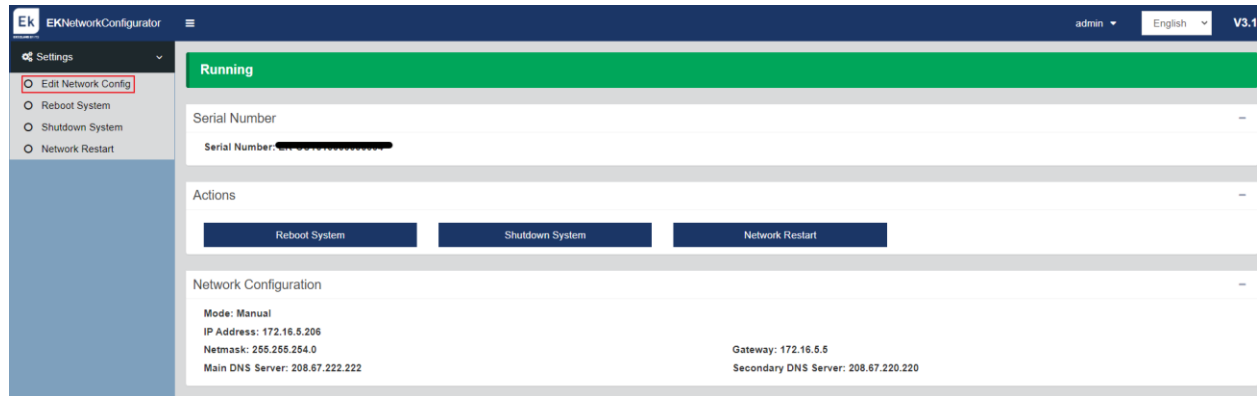 Ek EKNetworkConfigurator admin English V3.1
Settings
Edit Network Config
Reboot System
Shutdown System
Network Restart
Running
Serial Number
Serial Number:
Actions
Reboot System Shutdown System Network Restart
Network Configuration
Mode: Manual
IP Address: 172.16.5.206
Netmask: 255.255.254.0 Gateway: 172.16.5.5
Main DNS Server: 208.67.222.222 Secondary DNS Server: 208.67.220.220